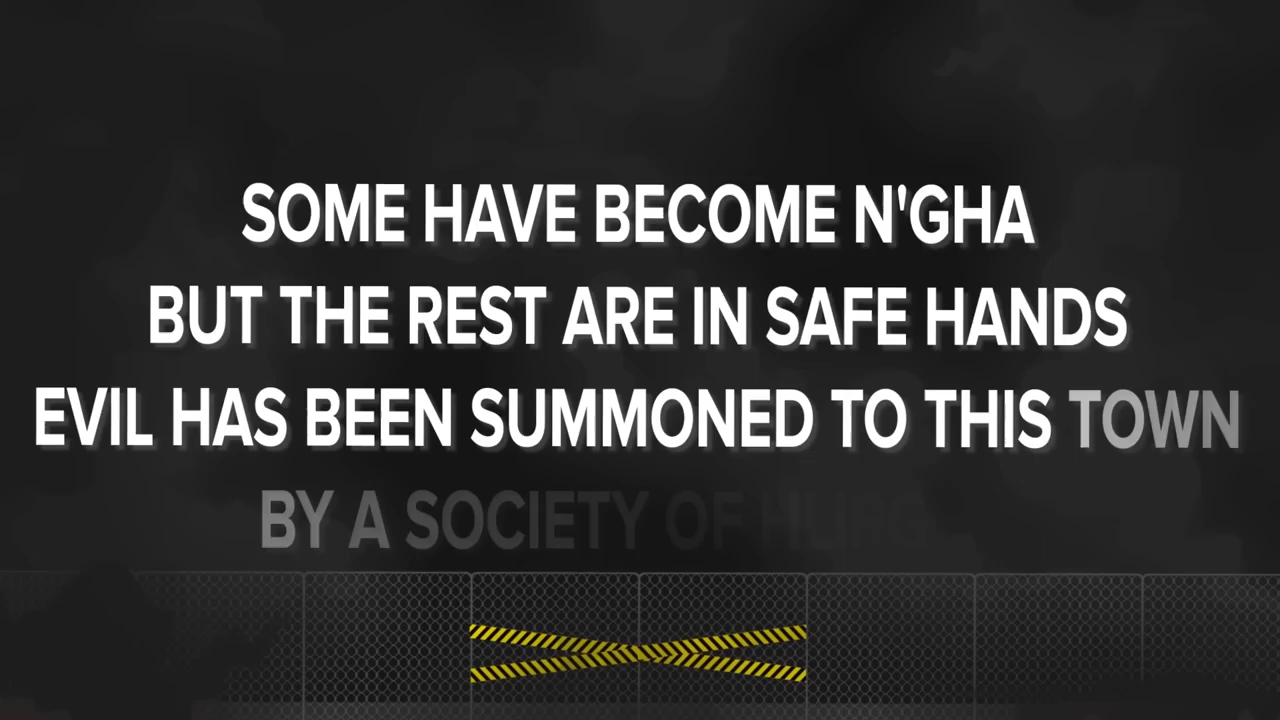 SOME HAVE BECOME N'GHA
BUT THE REST ARE IN SAFE HANDS
EVIL HAS BEEN SUMMONED TO THIS TOWN
BY A SOCIETY OF